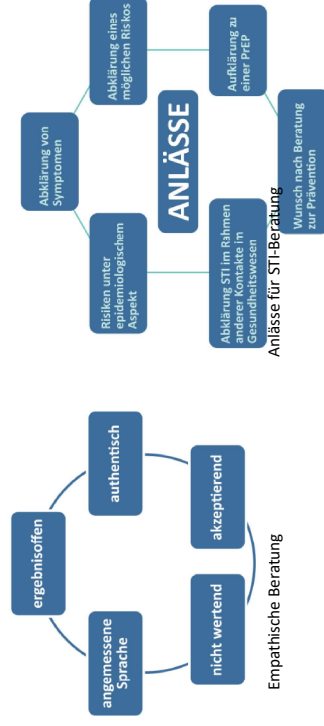 ergebnisoffen
authentisch
akzeptierend
nicht wertend
angemessene
Sprache
Empathische Beratung
Abklärung von
Symptomen
Abklärung eines
möglichen Riskos
Aufklärung zu
einer PrEP
Wunsch nach Beratung
zur Prävention
Abklärung STI im Rahmen
anderer Kontakte im
Gesundheitswesen
Risiken unter
epidemiologischem
Aspekt
ANLÄSSE
Anlässe für STI-Beratung